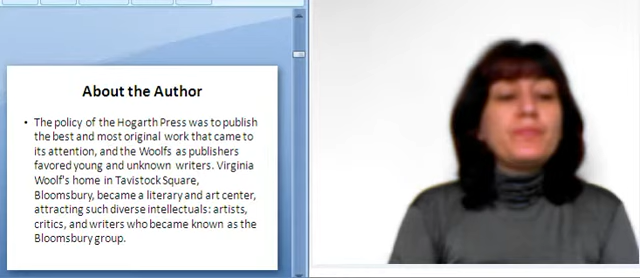 About the Author
• The policy of the Hogarth Press was to publish
the best and most original work that came to
its attention, and the Woolfs as publishers
favored young and unknown writers. Virginia
Woolf's home in Tavistock Square,
Bloomsbury, became a literary and art center,
attracting such diverse intellectuals: artists,
critics, and writers who became known as the
Bloomsbury group.